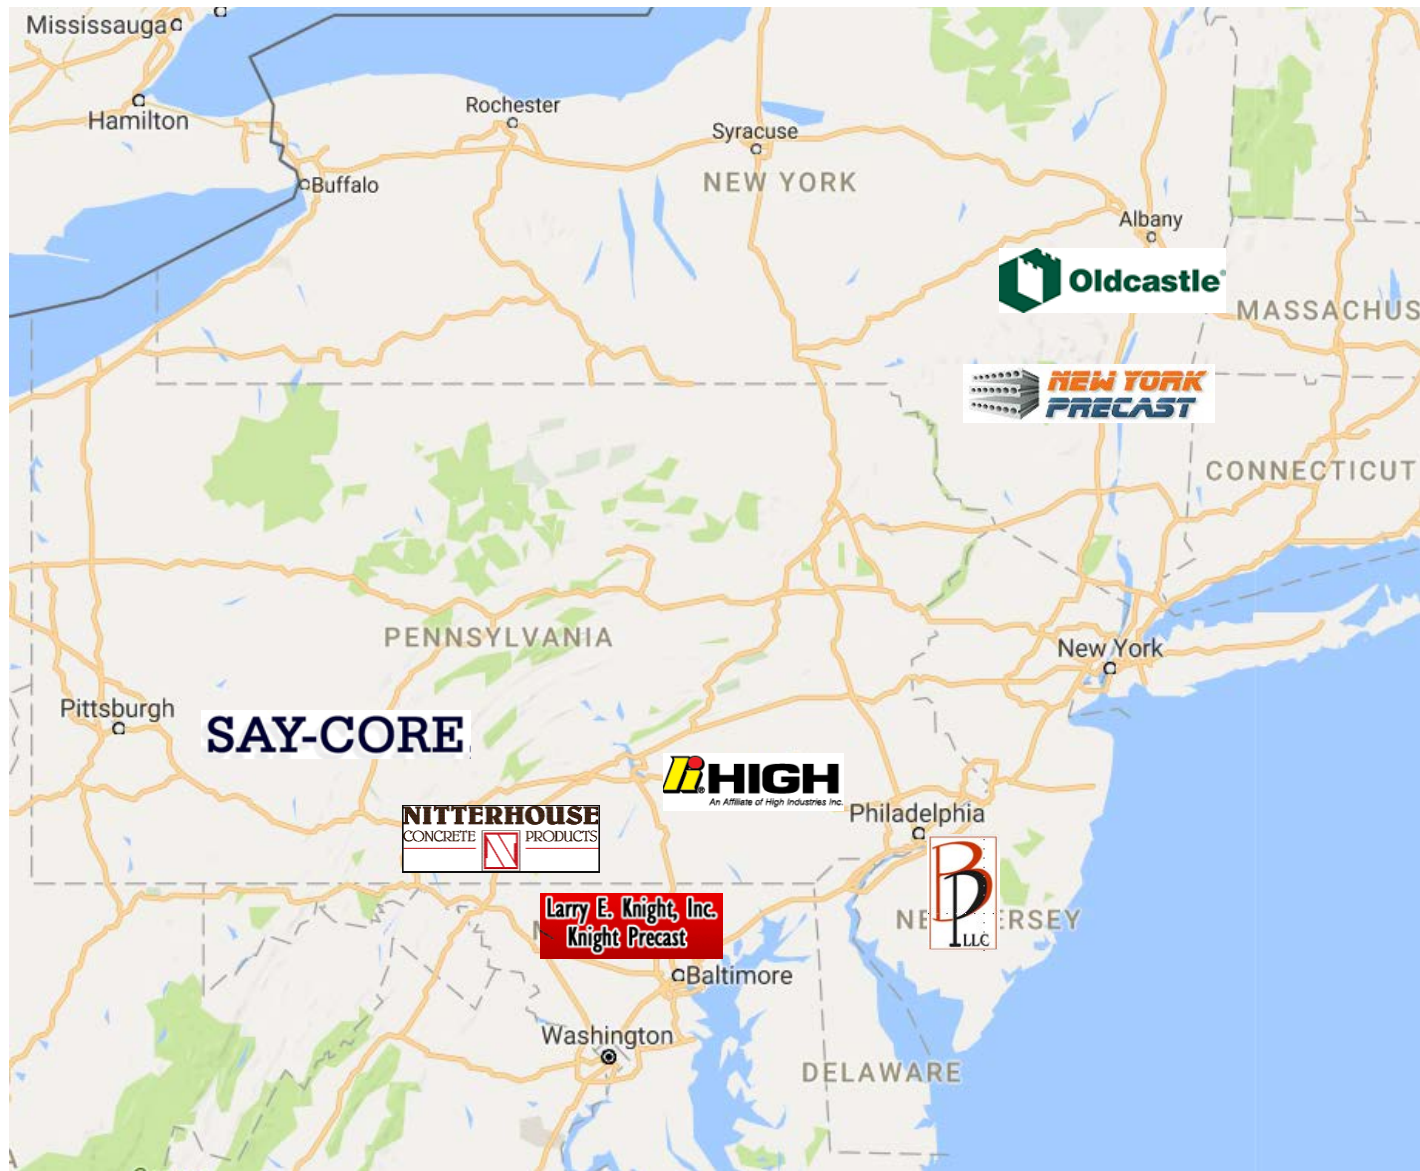 Mississauga
Hamilton
Rochester
Syracuse
Buffalo
NEW YORK
Albany
Oldcastle®
MASSACHUS
NEW YORK
PRECAST
CONNECTICUT
PENNSYLVANIA
New York
Pittsburgh
SAY-CORE
HIGH
An Affiliate of High Industries Inc.
NITTERHOUSE
CONCRETE N PRODUCTS
Philadelphia
BP
LLC
NE ERSEY
Larry E. Knight, Inc.
Knight Precast
Baltimore
Washington
DELAWARE